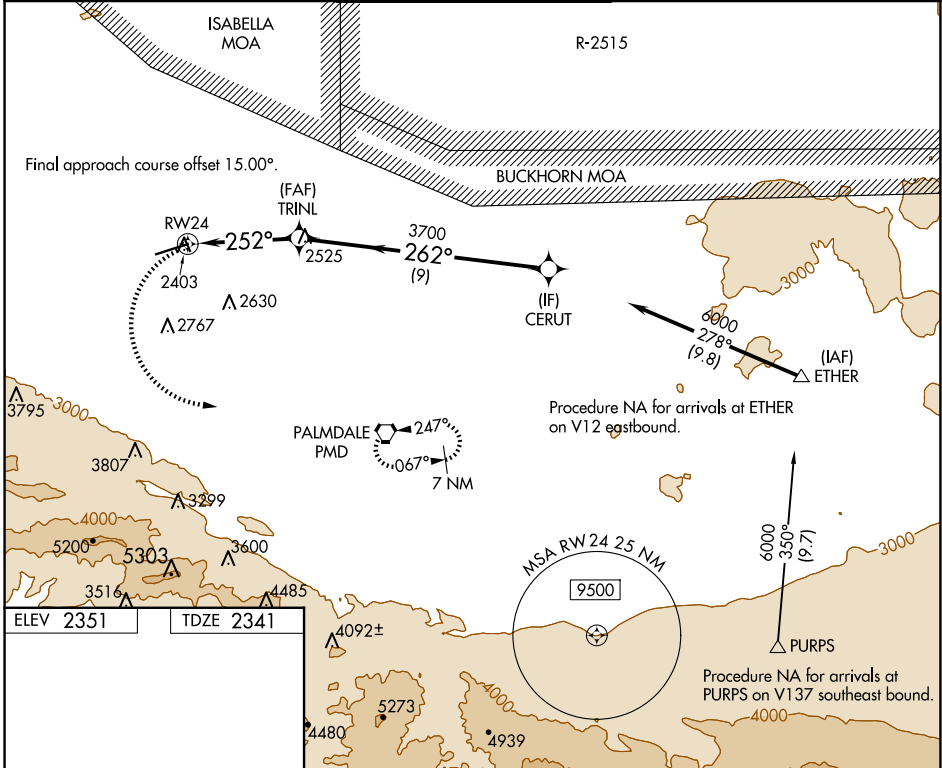 ISABELLA
MOA
R-2515
BUCKHORN MOA
Final approach course offset 15.00°.
(FAF)
TRINL
RW24
252°
2525
3700
262°
(9)
2403
2630
2767
(IF)
CERUT
3000
6000
278°
(9.8)
(IAF)
ETHER
Procedure NA for arrivals at ETHER
on V12 eastbound.
3795
3000
PALMDALE
PMD
247°
067°
7 NM
3807
3299
4000
5200
5303
3600
3516
4485
6000
350°
(9.7)
3000
MSA RW24 25 NM
9500
ELEV 2351
TDZE 2341
4092±
PURPS
Procedure NA for arrivals at
PURPS on V137 southeast bound.
4000
5273
4480
4939
4000